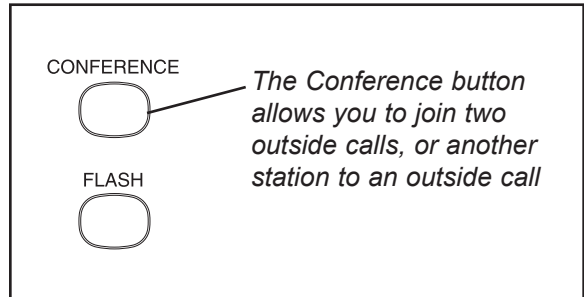 CONFERENCE
The Conference button
allows you to join two
outside calls, or another
station to an outside call
FLASH